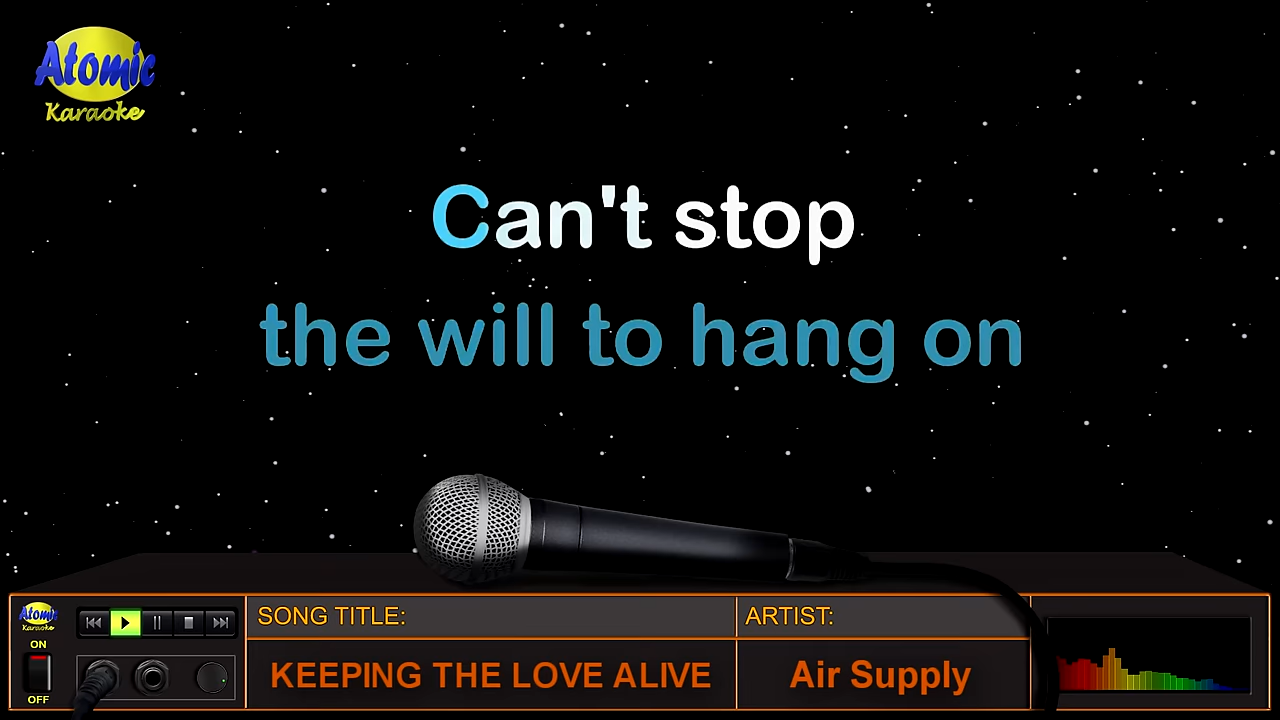 Atomic
Karaoke
Can't stop
the will to hang on
Atomic
Karaoke
ON
OFF
SONG TITLE:
KEEPING THE LOVE ALIVE
ARTIST:
Air Supply